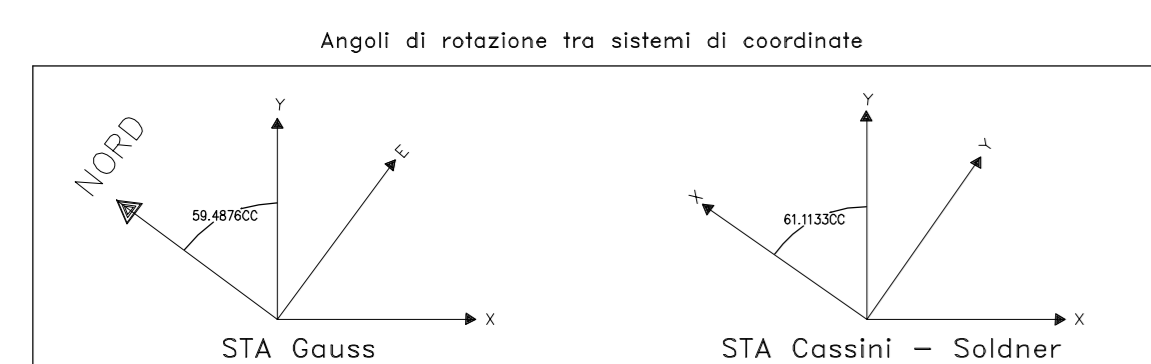 Angoli di rotazione tra sistemi di coordinate
Y
NORD
E
59.4876CC
X
STA Gauss
Y
Y
X
61.1133CC
X
STA Cassini – Soldner